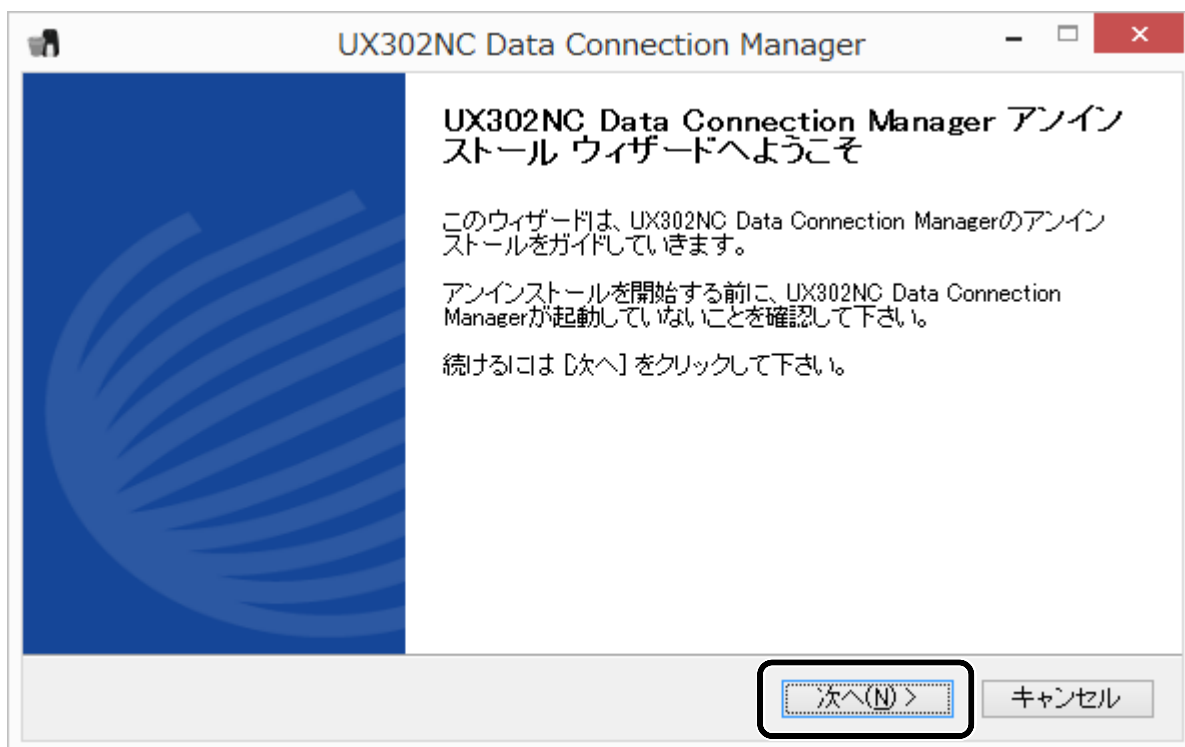 UX302NC Data Connection Manager
UX302NC Data Connection Manager アンイン
ストール ウィザードへようこそ
このウィザードは、UX302NC Data Connection Managerのアンイン
ストールをガイドしていきます。
アンインストールを開始する前に、UX302NC Data Connection
Managerが起動していないことを確認して下さい。
続けるには [次へ] をクリックして下さい。
次へ(N) >
キャンセル